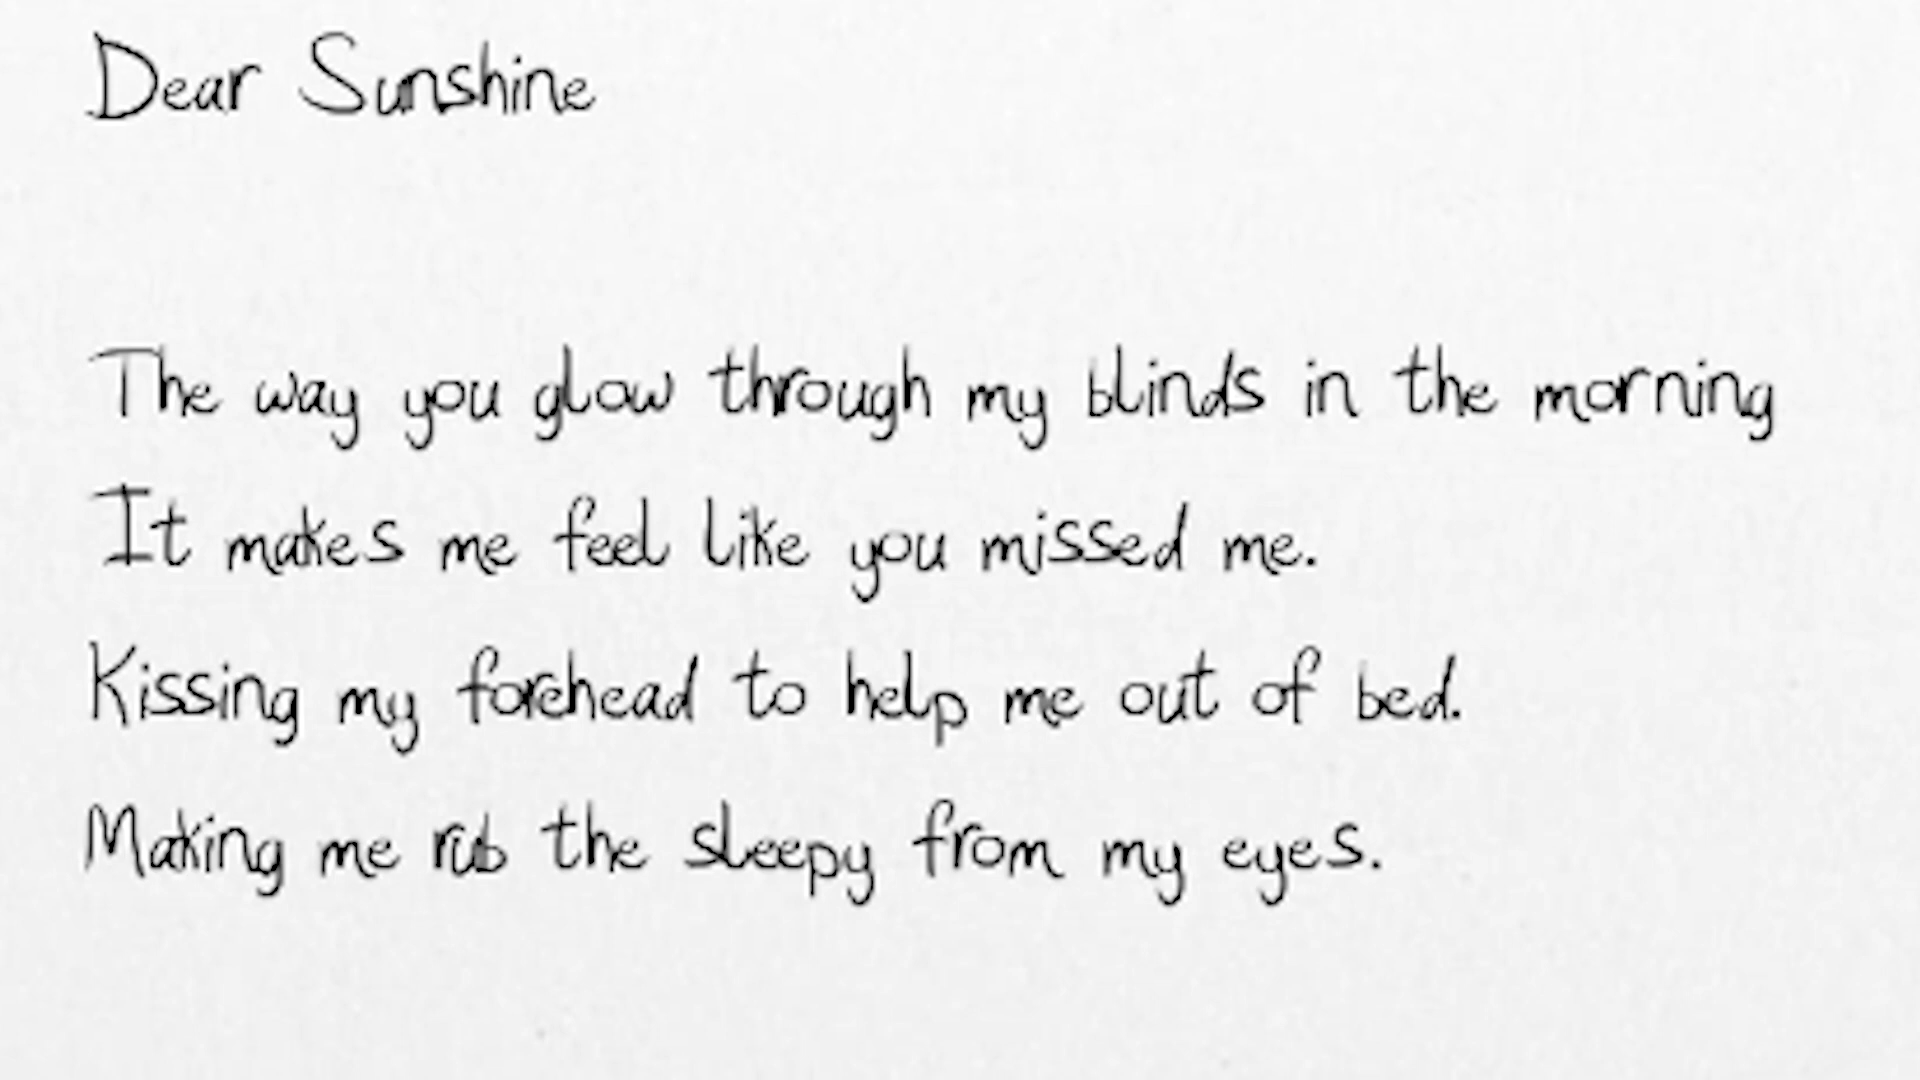 Dear Sunshine
The way you glow through my blinds in the morning
It makes me feel like you missed me.
Kissing my forehead to help me out of bed.
Making me rub the sleepy from my eyes.